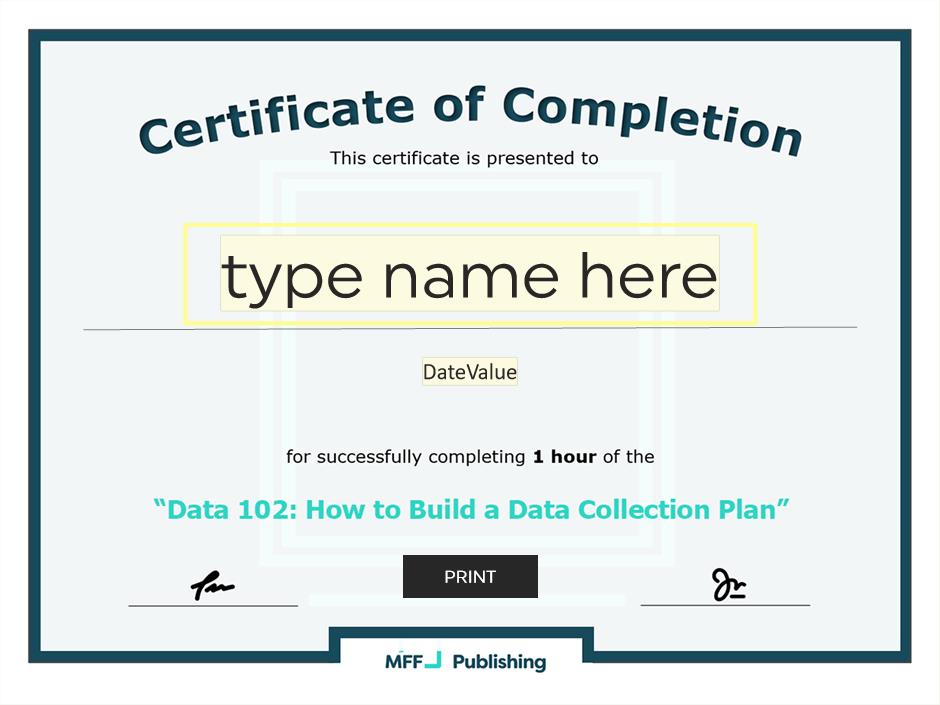 Certificate of Completion
This certificate is presented to
type name here
DateValue
for successfully completing 1 hour of the
“Data 102: How to Build a Data Collection Plan”
PRINT
MFF Publishing